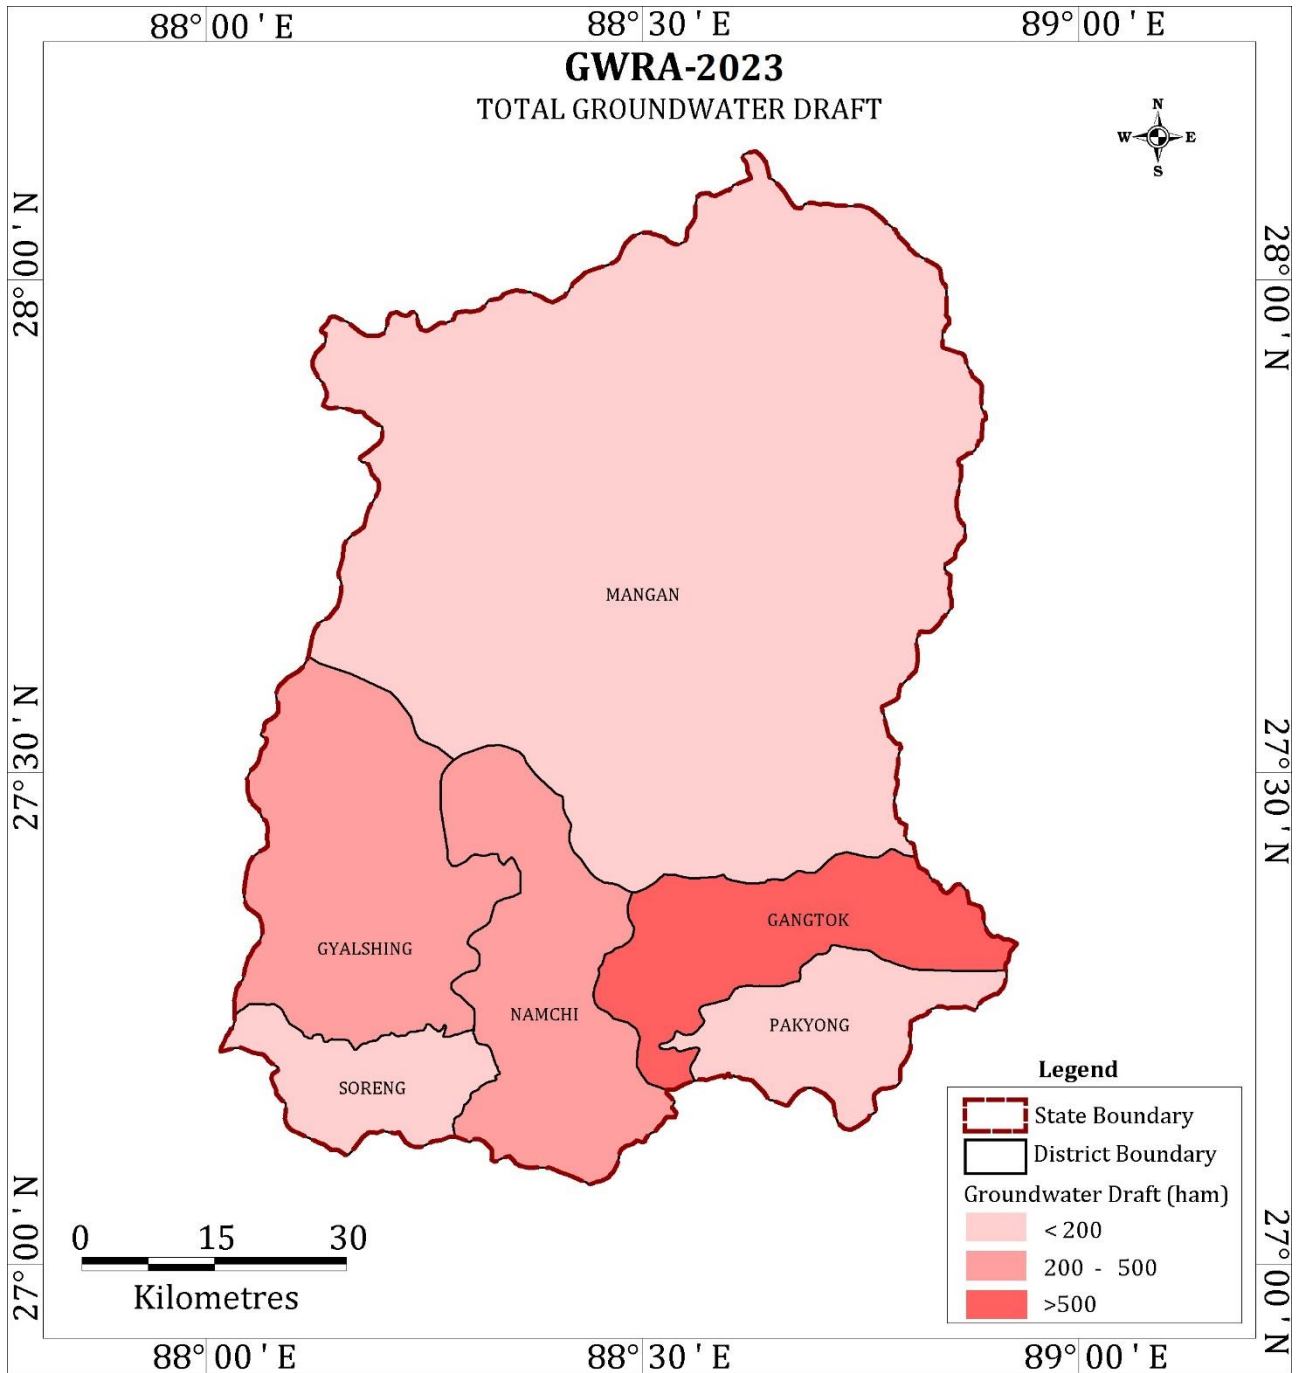 88°00'E 88°30'E 89°00'E
GWRA-2023
TOTAL GROUNDWATER DRAFT
N
W E
S
28°00'N
28°00'N
MANGAN
27°30'N
27°30'N
GANGTOK
GYALSHING
NAMCHI
PAKYONG
SORENG
Legend
State Boundary
District Boundary
Groundwater Draft (ham)
< 200
200 - 500
>500
0 15 30
Kilometres
27°00'N
27°00'N
88°00'E 88°30'E 89°00'E